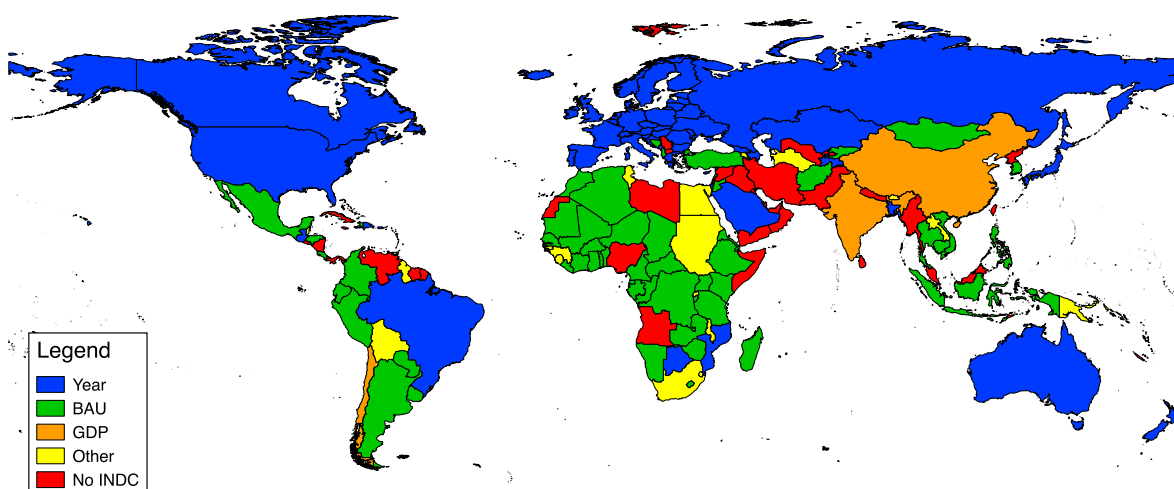 Legend
Year
BAU
GDP
Other
No INDC